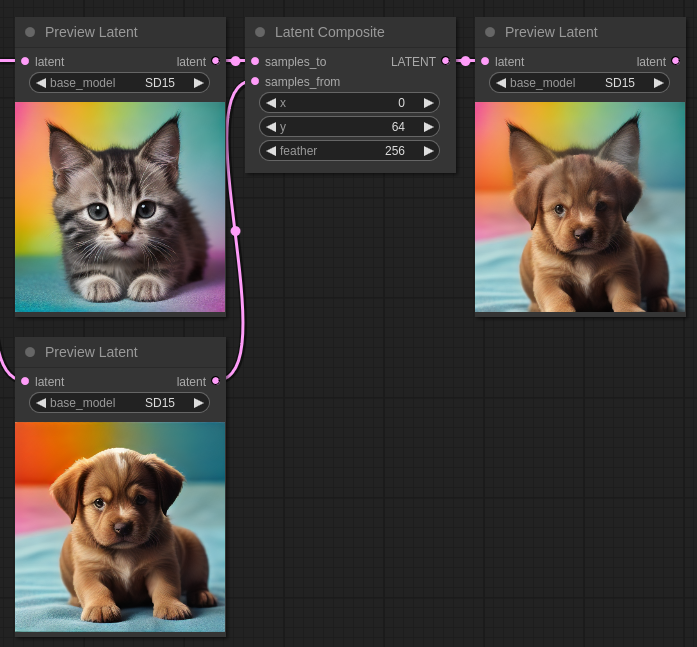 Preview Latent
latent latent
base_model SD15
Latent Composite
samples_to LATENT
samples_from
x 0
y 64
feather 256
Preview Latent
latent latent
base_model SD15
Preview Latent
latent latent
base_model SD15